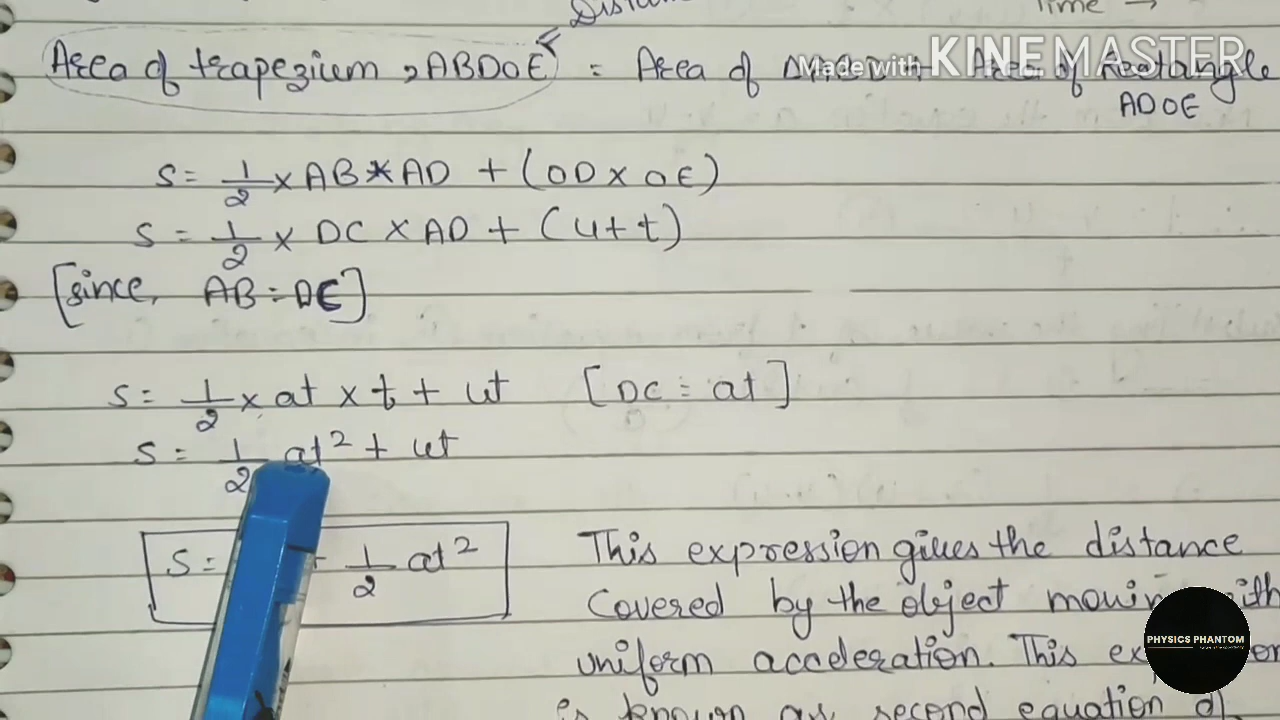 Time →
Area of trapezium, ABDOE = Area of Area of Rectangle
Made with KINEMASTER
ADOE
S = 1/2 × AB × AD + (OD × OE)
S = 1/2 × DC × AD + (u + t)
[since, AB = DC]
S = 1/2 × at × t + ut [DC = at]
S = 1/2 at² + ut
S = + 1/2 at² This expression gives the distance
Covered by the object moving with
PHYSICS PHANTOM
uniform acceleration. This
is known as second equation of